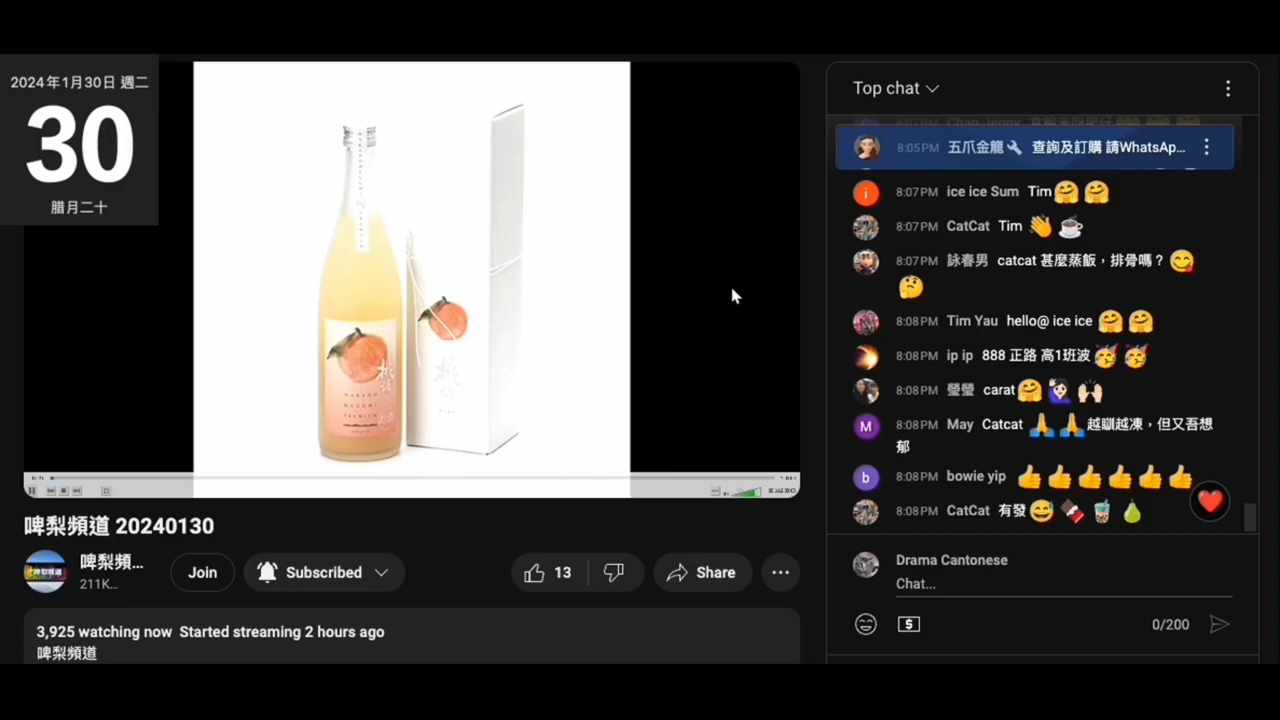 2024年1月30日 週二
30
腊月二十
桃
啤梨頻道 20240130
啤梨頻...
211K...
Join
Subscribed
13
Share
3,925 watching now Started streaming 2 hours ago
啤梨頻道
Top chat
8:05PM 五爪金龍🔧 查詢及訂購 請WhatsAp...
8:07PM ice ice Sum Tim🤗🤗
8:07PM CatCat Tim👋☕
8:07PM 詠春男 catcat 甚麼蒸飯，排骨嗎？😋
🤔
8:08PM Tim Yau hello@ ice ice🤗🤗
8:08PM ip ip 888 正路 高1班波🥳🥳
8:08PM 瑩瑩 carat🤗🙋🏻‍♀️🙌🏻
8:08PM May Catcat🙏🙏越瞓越凍，但又吾想
郁
8:08PM bowie yip 👍👍👍👍👍👍
8:08PM CatCat 有發😅🍫🧋🍐
Drama Cantonese
Chat...
0/200